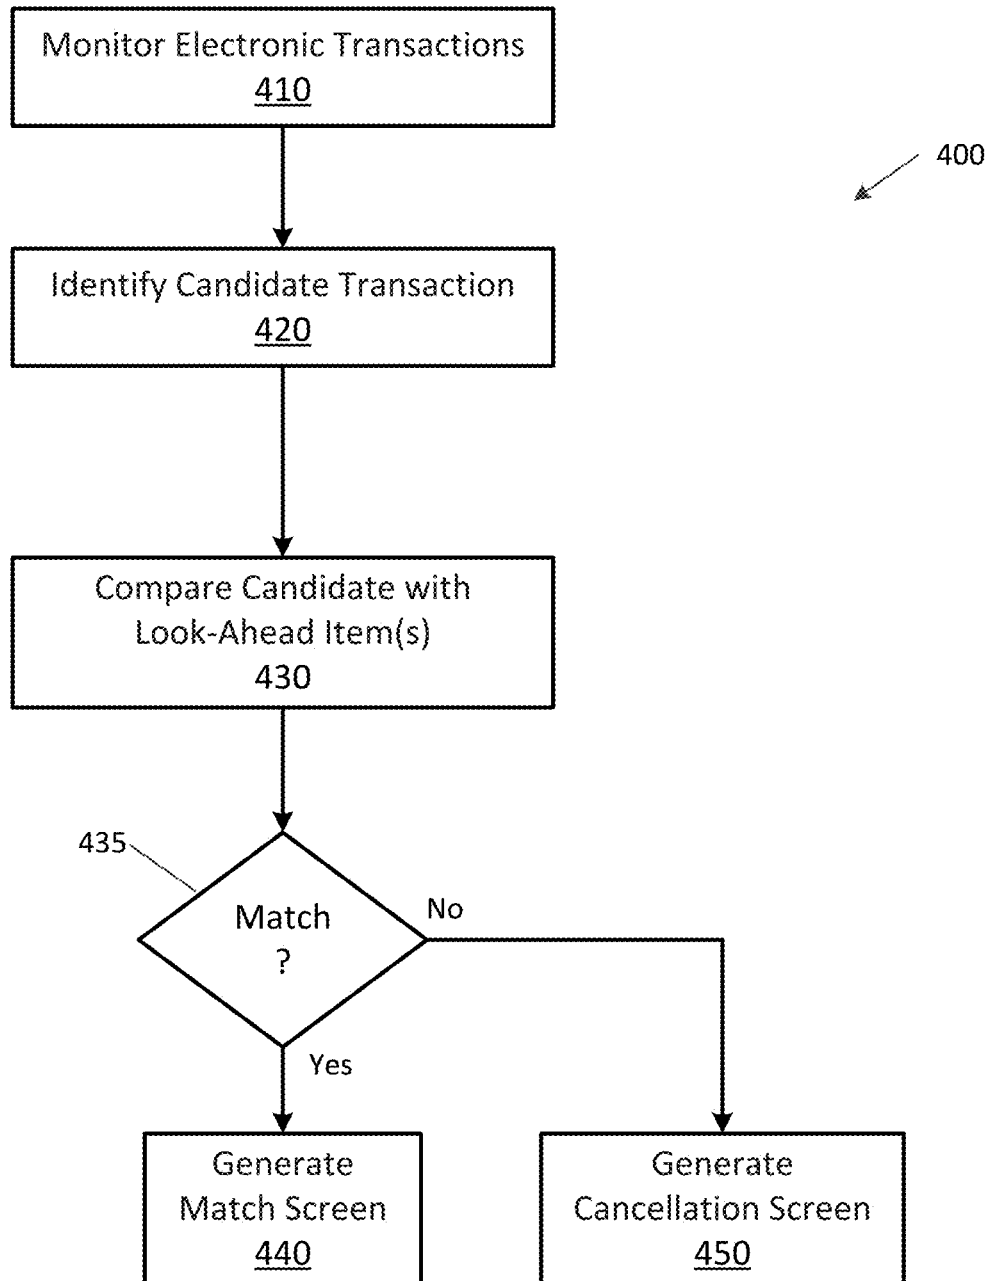 Monitor Electronic Transactions
410
400
Identify Candidate Transaction
420
Compare Candidate with
Look-Ahead Item(s)
430
435
Match
?
No
Yes
Generate
Match Screen
440
Generate
Cancellation Screen
450